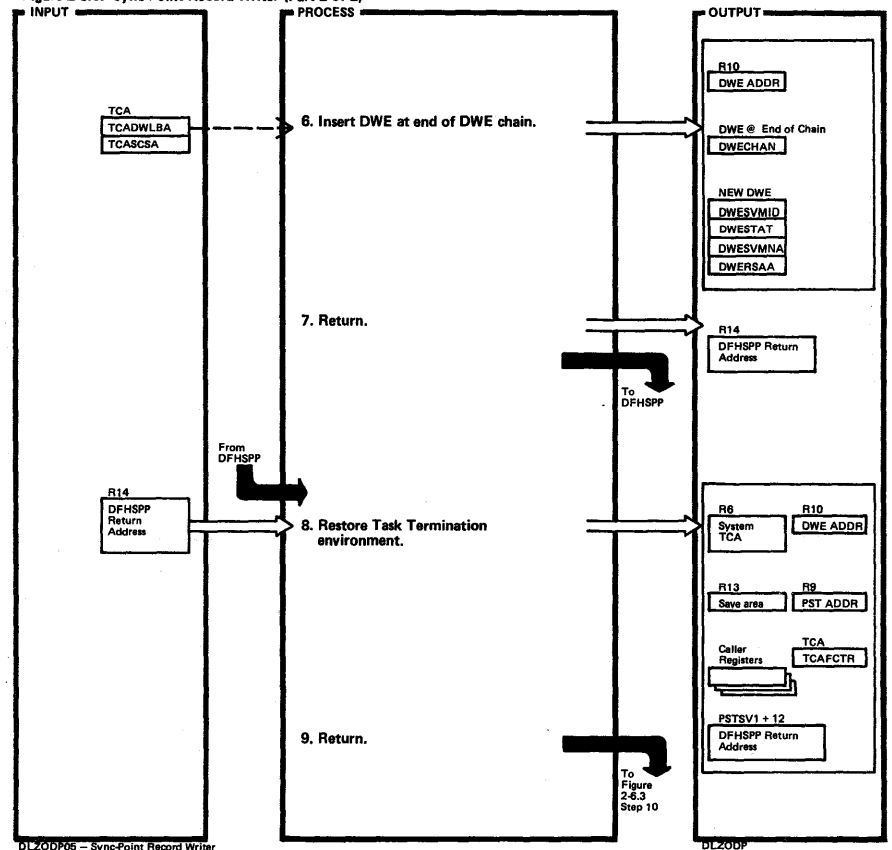 INPUT
PROCESS
OUTPUT
R10
DWE ADDR
TCA
TCADWLBA
TCASCSA
6. Insert DWE at end of DWE chain.
DWE @ End of Chain
DWECHAN
NEW DWE
DWESVMID
DWESTAT
DWESVMNA
DWERSAA
7. Return.
R14
DFHSPP Return
Address
To
DFHSPP
From
DFHSPP
R14
DFHSPP
Return
Address
8. Restore Task Termination
environment.
R6
System
TCA
R10
DWE ADDR
R13
Save area
R9
PST ADDR
Caller
Registers
TCA
TCAFCTR
PSTSV1 + 12
DFHSPP Return
Address
9. Return.
To
Figure
2-6.3
Step 10
DLZODP05 – Sync-Point Record Writer
DLZODP